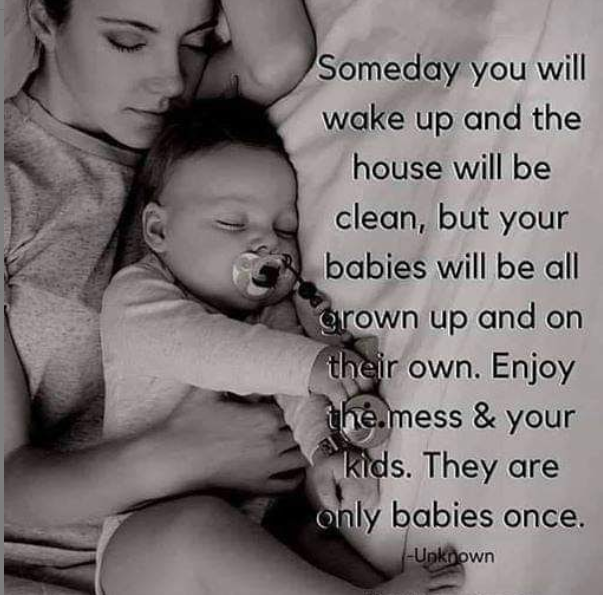 Someday you will
wake up and the
house will be
clean, but your
babies will be all
grown up and on
their own. Enjoy
the mess & your
kids. They are
only babies once.
-Unknown